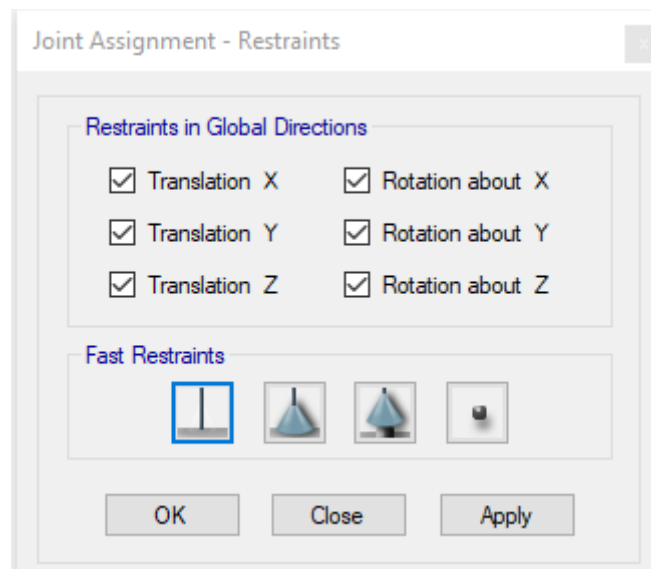 Joint Assignment - Restraints
x
Restraints in Global Directions
Translation X
Rotation about X
Translation Y
Rotation about Y
Translation Z
Rotation about Z
Fast Restraints
OK
Close
Apply